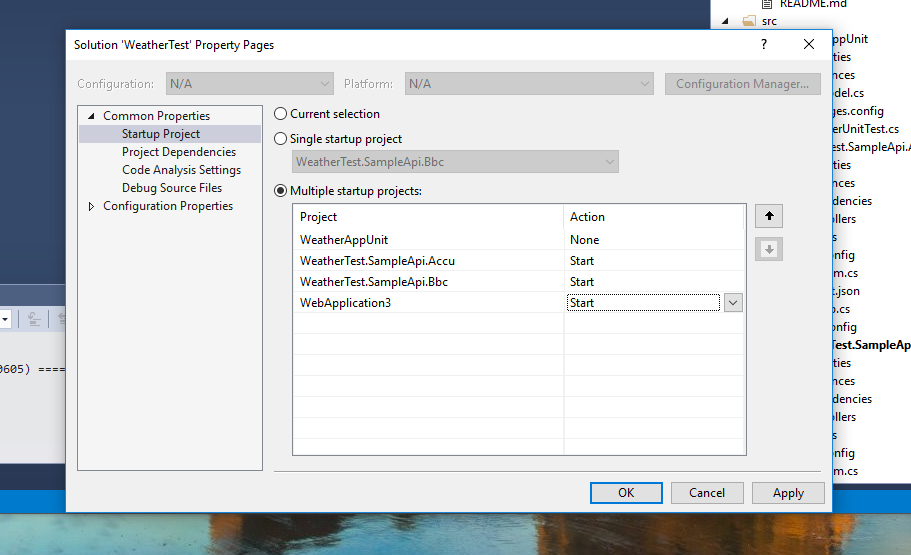 README.md
src
Solution 'WeatherTest' Property Pages
?
ppUnit
Configuration: N/A Platform: N/A Configuration Manager...
ties
nces
odel.cs
ges.config
erUnitTest.cs
est.SampleApi.A
Common Properties
Startup Project
Project Dependencies
Code Analysis Settings
Debug Source Files
Configuration Properties
Current selection
Single startup project
WeatherTest.SampleApi.Bbc
Multiple startup projects:
Project Action
WeatherAppUnit None
WeatherTest.SampleApi.Accu Start
WeatherTest.SampleApi.Bbc Start
WebApplication3 Start
ties
nces
ndencies
llers
s
nfig
m.cs
t.json
o.cs
onfig
Test.SampleAp
ties
nces
ndencies
ollers
s
nfig
m.cs
0605) ====
OK Cancel Apply